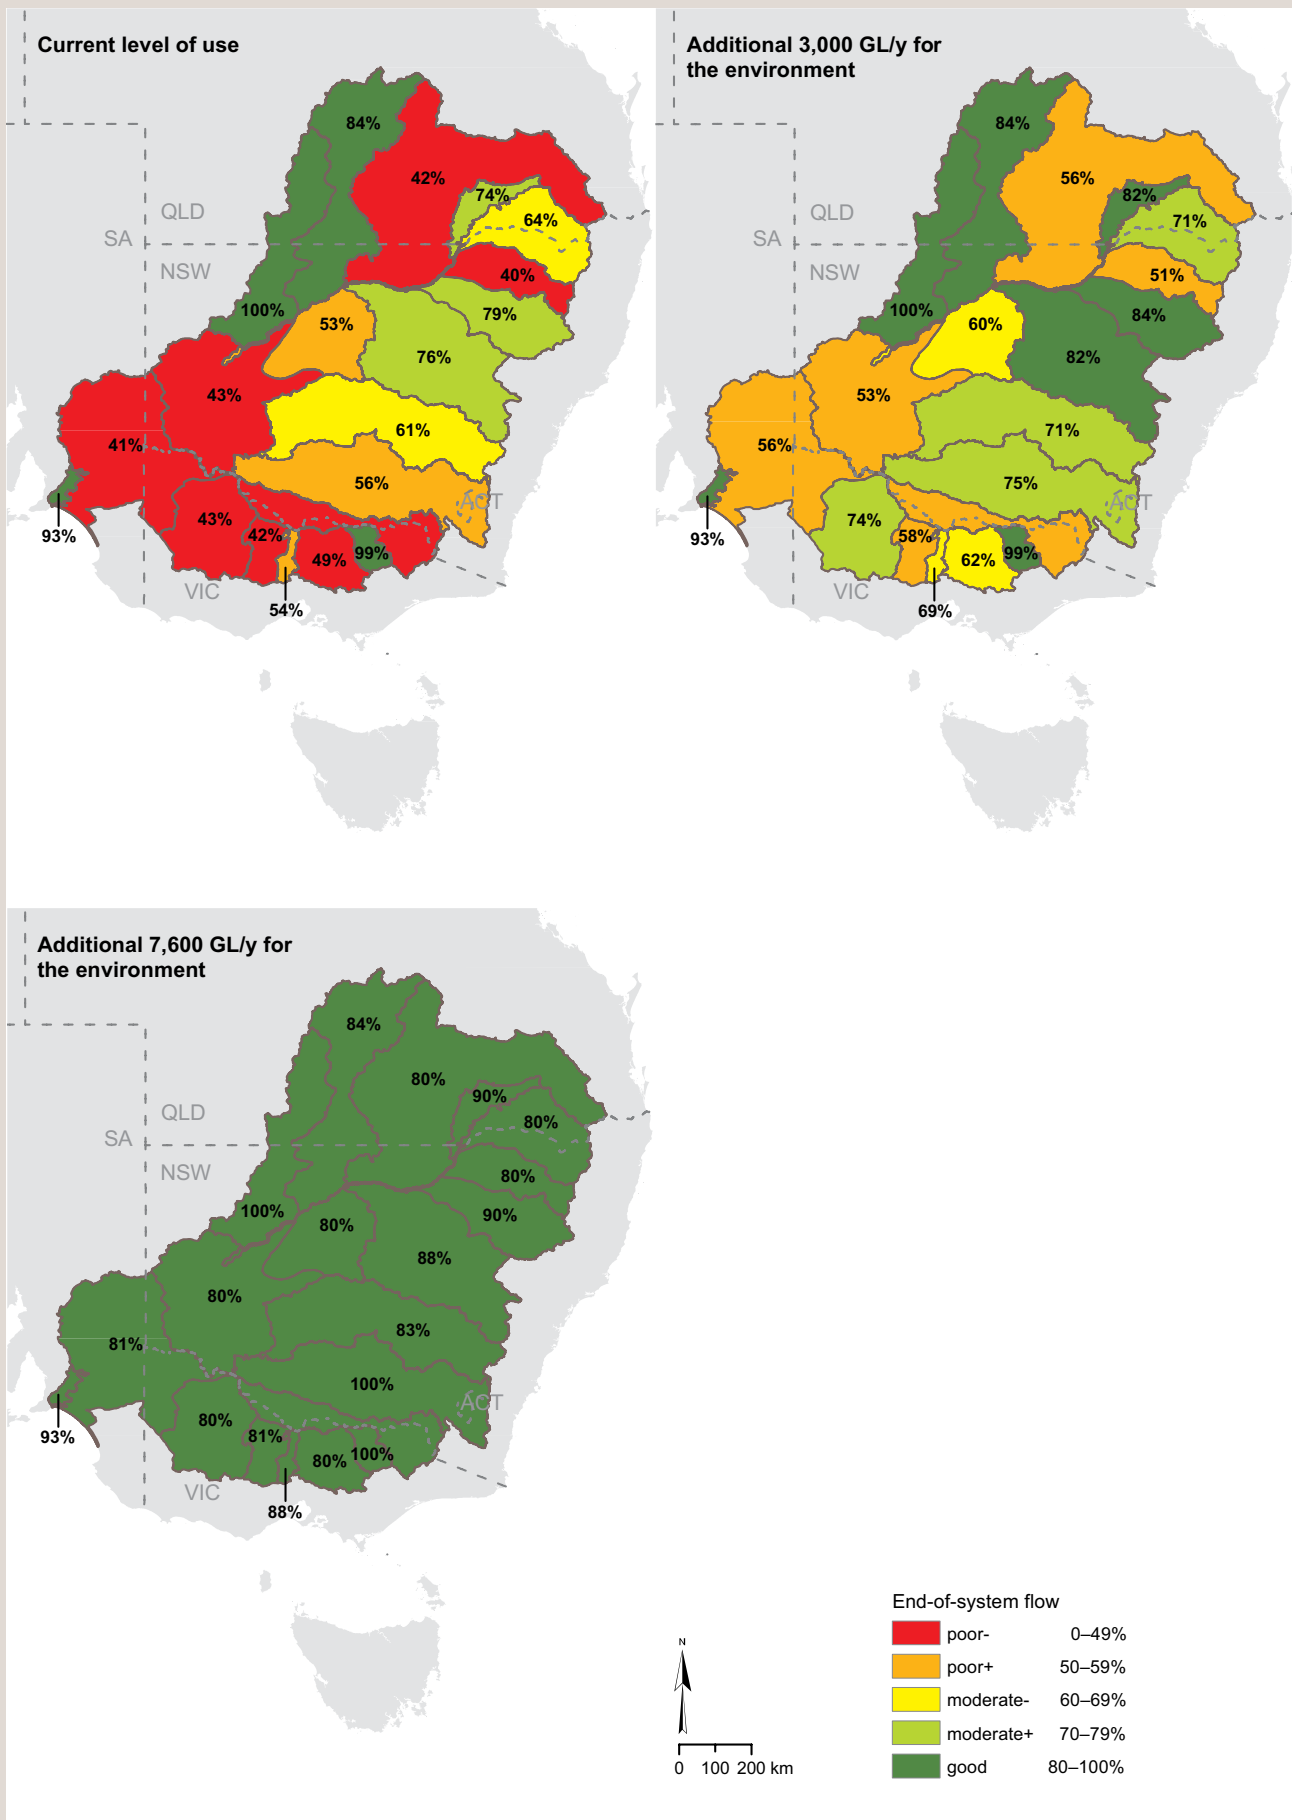 Current level of use
84%
42%
74%
64%
QLD
SA
NSW
40%
100%
53%
79%
76%
43%
61%
41%
56%
ACT
43%
42%
93%
49%
99%
VIC
54%
Additional 3,000 GL/y for
the environment
84%
56%
82%
71%
QLD
SA
NSW
51%
100%
60%
84%
82%
53%
71%
56%
75%
ACT
74%
58%
93%
62%
99%
VIC
69%
Additional 7,600 GL/y for
the environment
84%
80%
90%
80%
QLD
SA
NSW
80%
100%
80%
90%
88%
80%
83%
81%
100%
ACT
80%
81%
93%
80%
100%
VIC
88%
N
0 100 200 km
End-of-system flow
poor- 0–49%
poor+ 50–59%
moderate- 60–69%
moderate+ 70–79%
good 80–100%